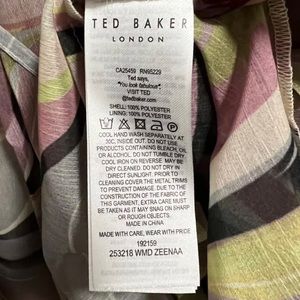 TED BAKER
LONDON
CA25459 RN95229
Ted says,
"You look fabulous"
VISIT TED
@tedbaker.com
SHELL: 100% POLYESTER
LINING: 100% POLYESTER
COOL HAND WASH SEPARATELY AT
30C, INSIDE OUT. DO NOT USE
PRODUCTS CONTAINING BLEACH, CFL
OR ALCOHOL. DO NOT TUMBLE DRY.
COOL IRON ON REVERSE. MAY BE
DRY CLEANED. DO NOT DIRECT
IN DIRECT SUNLIGHT. PRIOR TO
CLEANING COVER THE METAL TRIMS
TO PREVENT DAMAGE. DUE TO THE
CONSTRUCTION OF THE FABRIC OF
THIS GARMENT, EXTRA CARE MUST
BE TAKEN AS IT MAY SNAG ON SHARP
OR ROUGH OBJECTS.
MADE IN
MADE WITH CARE, WEAR WITH PRIDE
192159
253218 WMD ZEENAA